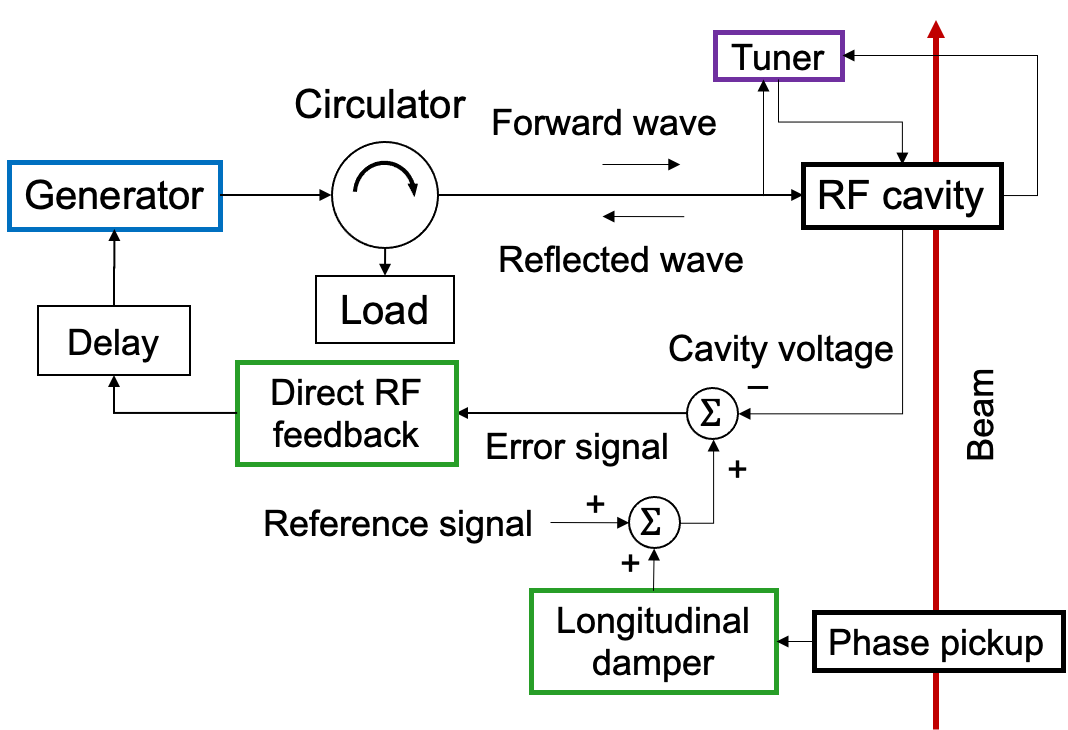 Tuner
Circulator
Forward wave
Generator
RF cavity
Reflected wave
Load
Delay
Cavity voltage
Direct RF
feedback
Σ
−
Beam
Error signal
+
Reference signal
+
Σ
+
Longitudinal
damper
Phase pickup